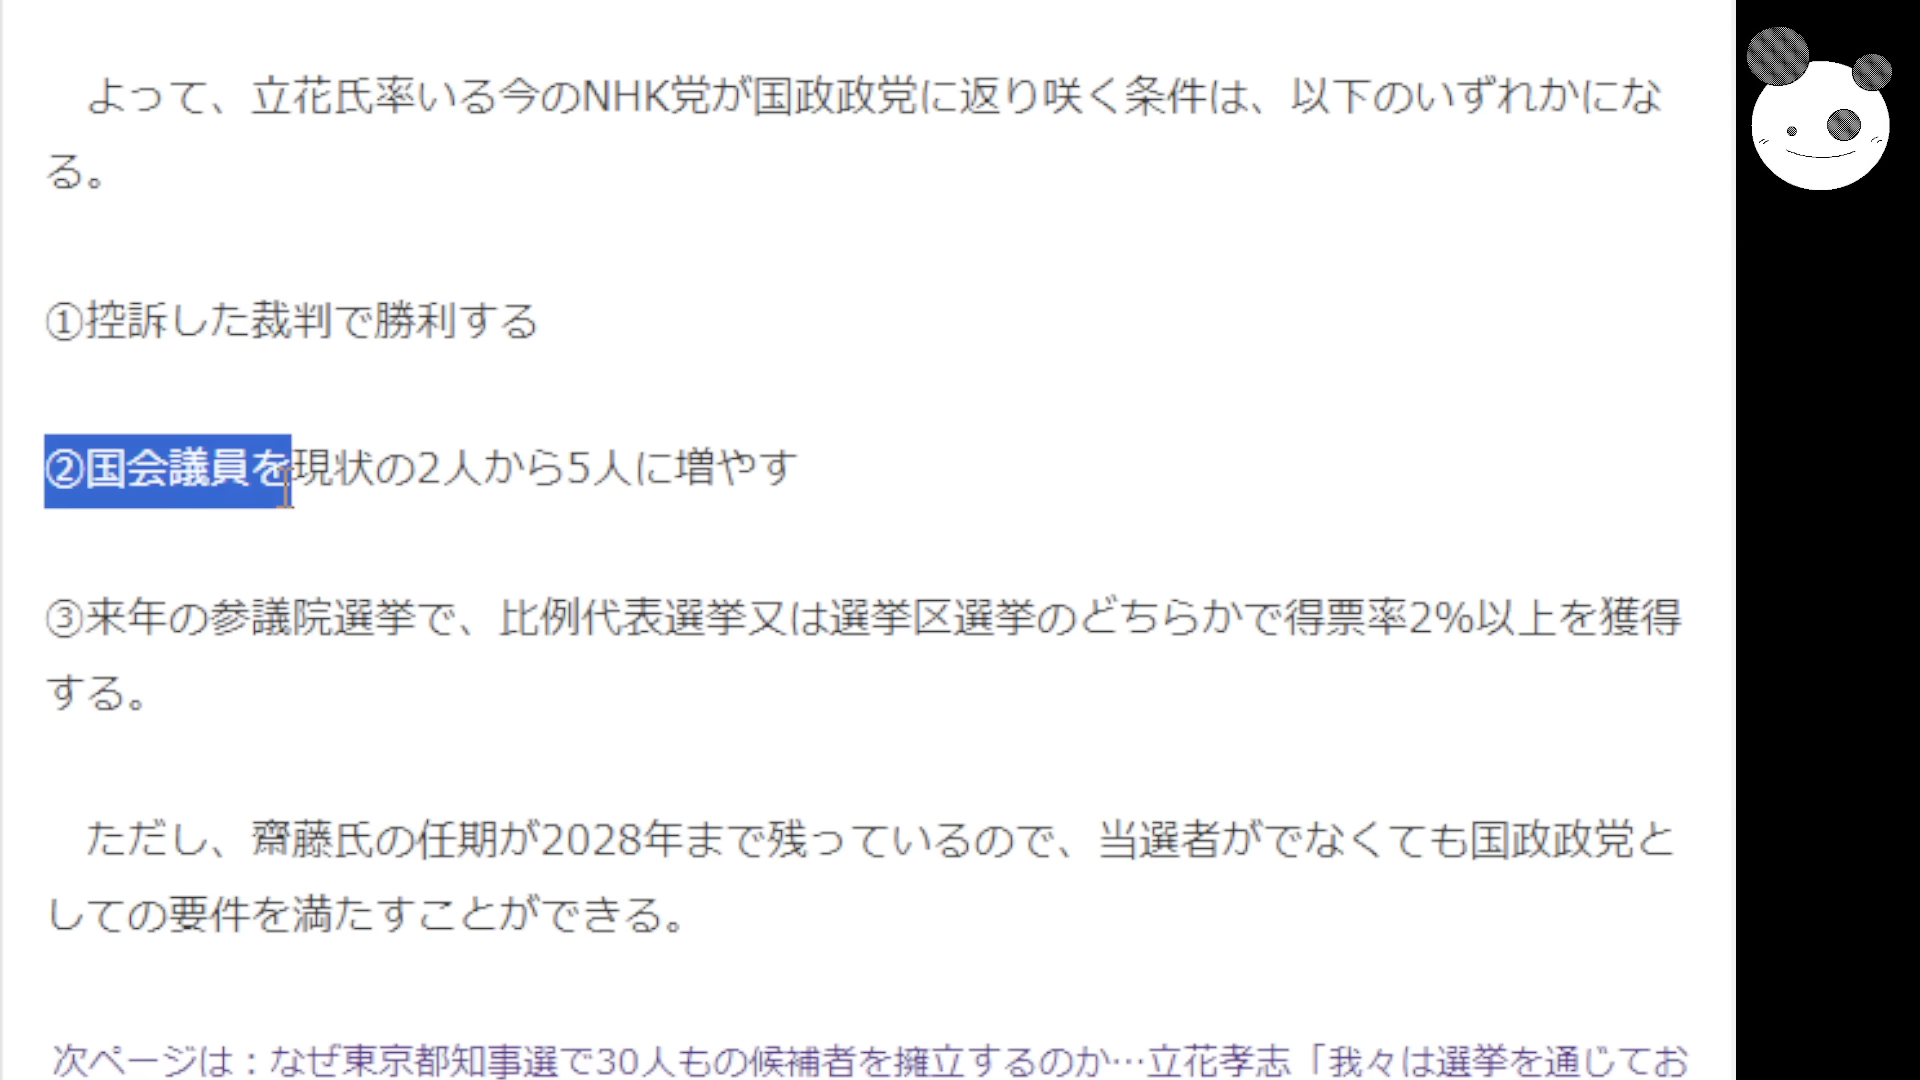 よって、立花氏率いる今のNHK党が国政政党に返り咲く条件は、以下のいずれかにな
る。
①控訴した裁判で勝利する
②国会議員を現状の2人から5人に増やす
③来年の参議院選挙で、比例代表選挙又は選挙区選挙のどちらかで得票率2%以上を獲得
する。
ただし、齋藤氏の任期が2028年まで残っているので、当選者がでなくても国政政党と
しての要件を満たすことができる。
次ページは：なぜ東京都知事選で30人もの候補者を擁立するのか…立花孝志「我々は選挙を通じてお